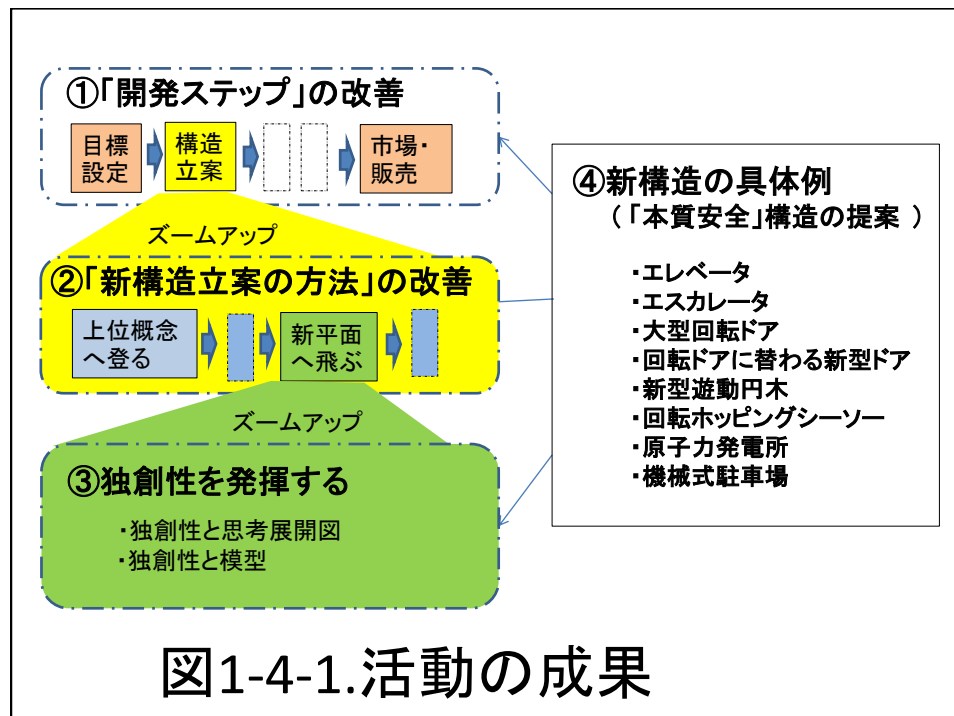 ①「開発ステップ」の改善
目標
設定
構造
立案
市場・
販売
ズームアップ
②「新構造立案の方法」の改善
上位概念
へ登る
新平面
へ飛ぶ
ズームアップ
③独創性を発揮する
・独創性と思考展開図
・独創性と模型
④新構造の具体例
（「本質安全」構造の提案 ）
・エレベータ
・エスカレータ
・大型回転ドア
・回転ドアに替わる新型ドア
・新型遊動円木
・回転ホッピングシーソー
・原子力発電所
・機械式駐車場
図1-4-1.活動の成果